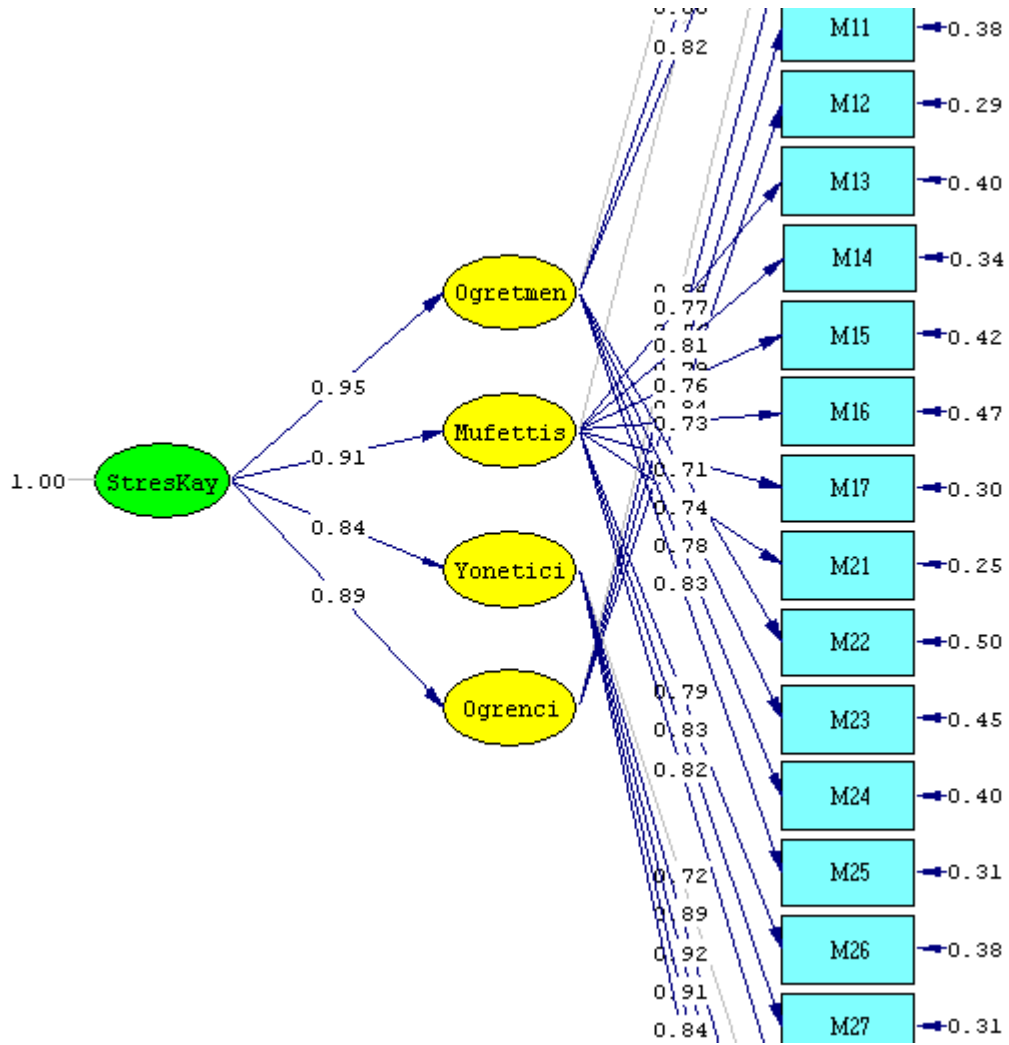 M11
0.38
0.82
M12
0.29
M13
0.40
M14
0.34
Ogretmen
0.77
M15
0.42
0.81
0.95
0.76
M16
0.47
0.73
Mufettis
0.91
0.71
M17
0.30
1.00
StresKay
0.74
0.84
0.78
M21
0.25
Yonetici
0.83
0.89
M22
0.50
0.79
Ogrenci
M23
0.45
0.83
0.82
M24
0.40
0.72
M25
0.31
0.89
0.92
M26
0.38
0.91
0.84
M27
0.31